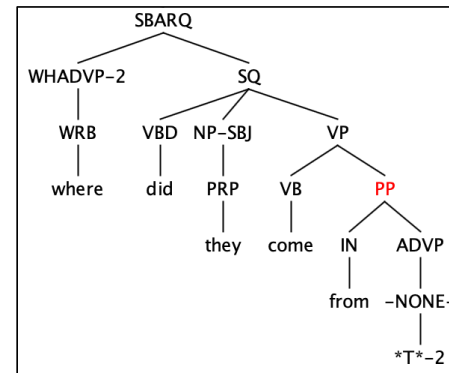 SBARQ
WHADVP-2 SQ
WRB VBD NP-SBJ VP
where did PRP VB PP
they come IN ADVP
from -NONE-
*T*-2